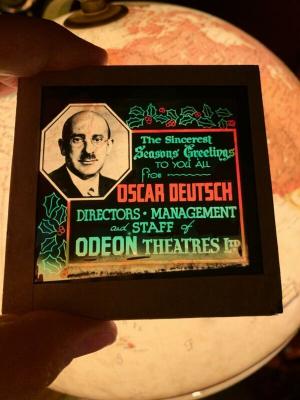 The Sincerest
Seasons Greetings
TO YOU ALL
FROM
OSCAR DEUTSCH
DIRECTORS · MANAGEMENT
and STAFF of
ODEON THEATRES LTD